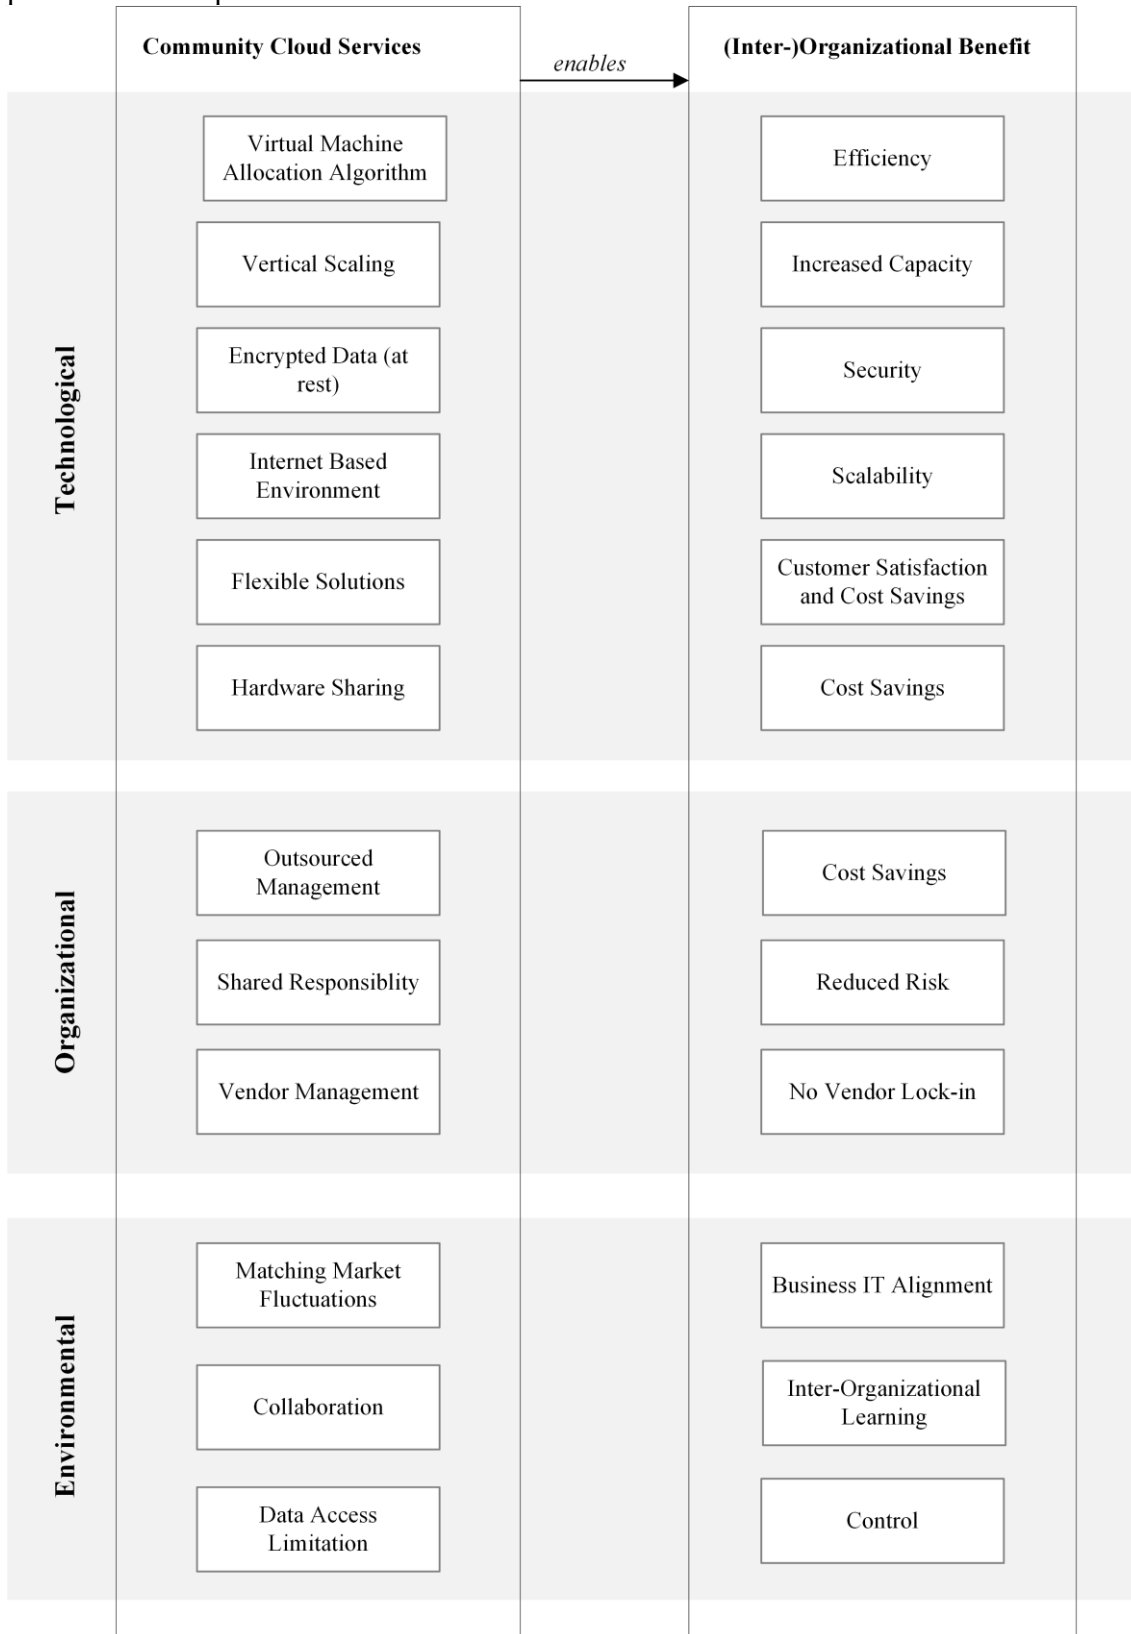 Community Cloud Services
enables
(Inter-)Organizational Benefit
Technological
Virtual Machine
Allocation Algorithm
Efficiency
Vertical Scaling
Increased Capacity
Encrypted Data (at
rest)
Security
Internet Based
Environment
Scalability
Flexible Solutions
Customer Satisfaction
and Cost Savings
Hardware Sharing
Cost Savings
Organizational
Outsourced
Management
Cost Savings
Shared Responsiblity
Reduced Risk
Vendor Management
No Vendor Lock-in
Environmental
Matching Market
Fluctuations
Business IT Alignment
Collaboration
Inter-Organizational
Learning
Data Access
Limitation
Control